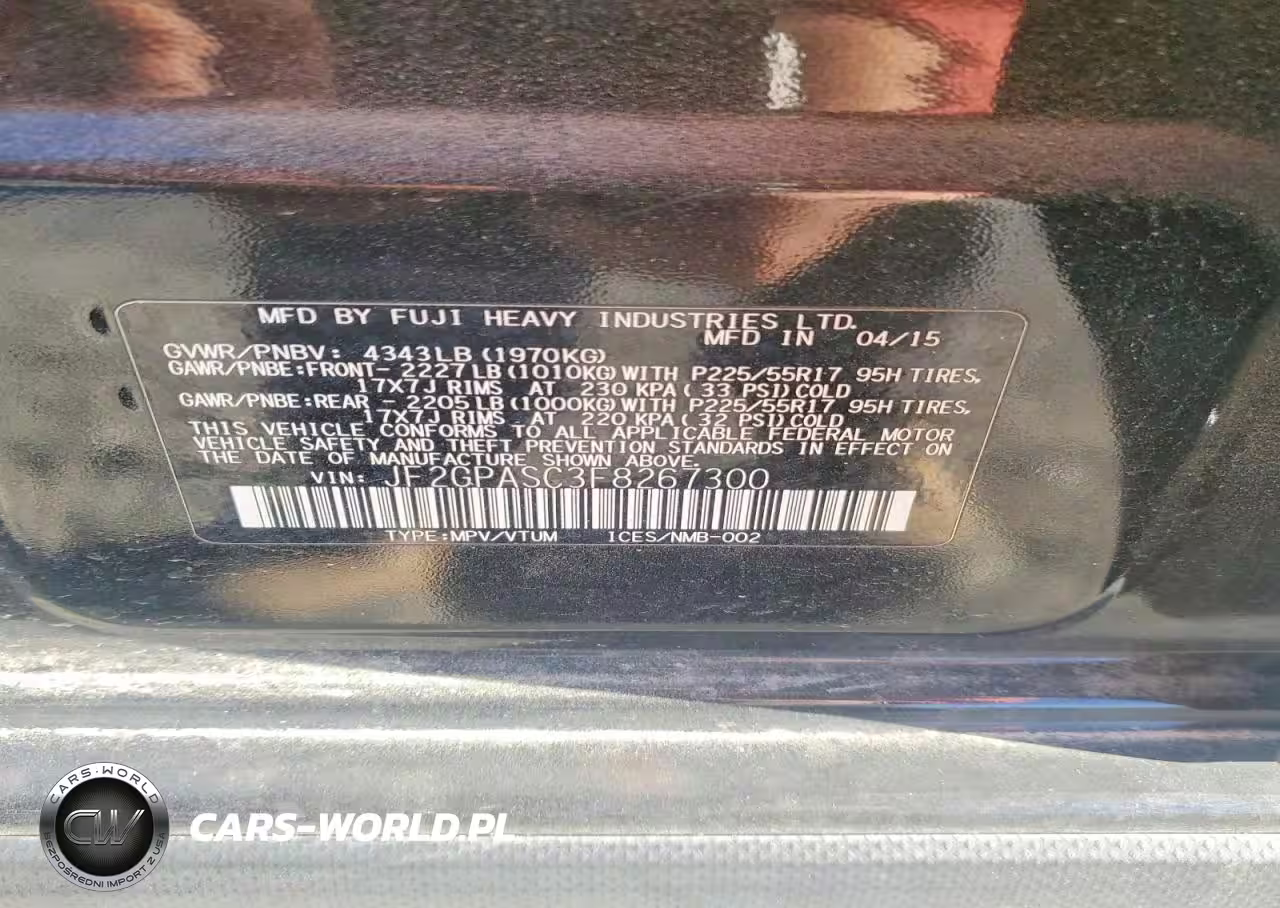 MFD BY FUJI HEAVY INDUSTRIES LTD.
MFD IN 04/15
GVWR/PNBV: 4343LB(1970KG)
GAWR/PNBE:FRONT- 2227LB(1010KG)WITH P225/55R17 95H TIRES,
17X7J RIMS AT 230 KPA(33 PSI)COLD
GAWR/PNBE:REAR - 2205LB(1000KG)WITH P225/55R17 95H TIRES,
17X7J RIMS AT 220 KPA(32 PSI)COLD
THIS VEHICLE CONFORMS TO ALL APPLICABLE FEDERAL MOTOR
VEHICLE SAFETY AND THEFT PREVENTION STANDARDS IN EFFECT ON
THE DATE OF MANUFACTURE SHOWN ABOVE.
VIN: JF2GPASC3F8267300
TYPE:MPV/VTUM ICES/NMB-002
CARS-WORLD
CW
BEZPOŚREDNI IMPORT Z USA
CARS-WORLD.PL